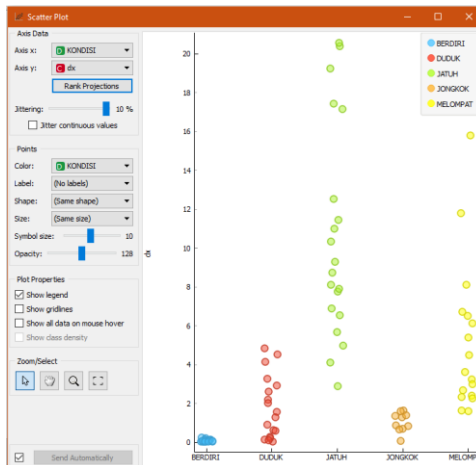 Scatter Plot
Axis Data
Axis x: D KONDISI
Axis y: C dx
Rank Projections
Jittering: 10 %
Jitter continuous values
Points
Color: D KONDISI
Label: (No labels)
Shape: (Same shape)
Size: (Same size)
Symbol size: 10
Opacity: 128
Plot Properties
Show legend
Show gridlines
Show all data on mouse hover
Show class density
Zoom/Select
Send Automatically
dx
20
18
16
14
12
10
8
6
4
2
0
BERDIRI
DUDUK
JATUH
JONGKOK
MELOMP
BERDIRI
DUDUK
JATUH
JONGKOK
MELOMPAT